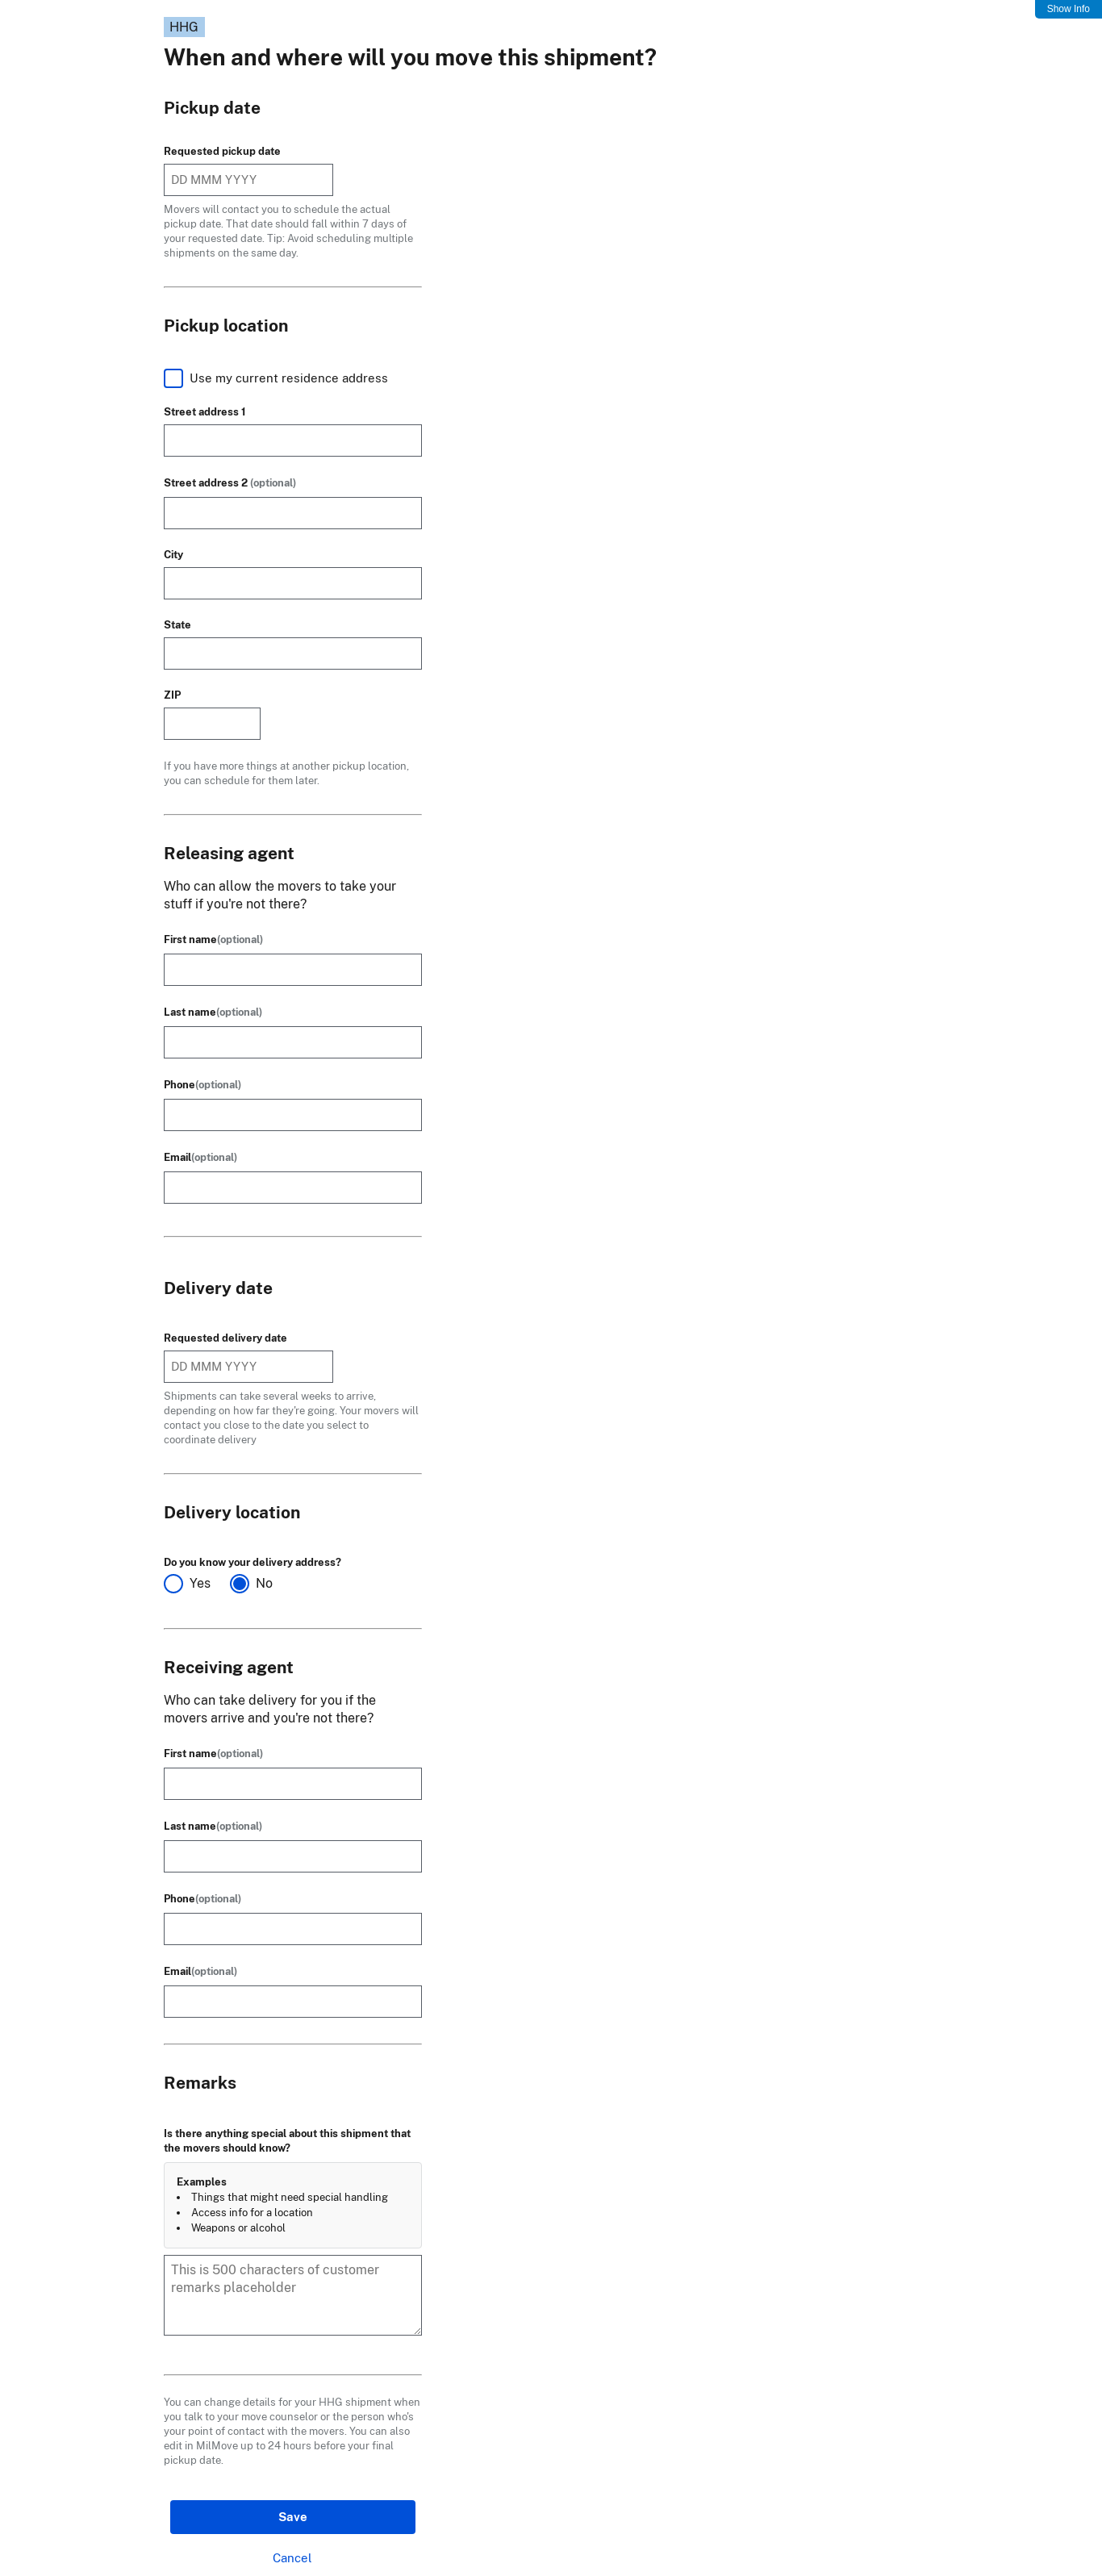 Show Info
HHG
When and where will you move this shipment?
Pickup date
Requested pickup date
DD MMM YYYY
Movers will contact you to schedule the actual
pickup date. That date should fall within 7 days of
your requested date. Tip: Avoid scheduling multiple
shipments on the same day.
Pickup location
Use my current residence address
Street address 1
Street address 2 (optional)
City
State
ZIP
If you have more things at another pickup location,
you can schedule for them later.
Releasing agent
Who can allow the movers to take your
stuff if you're not there?
First name(optional)
Last name(optional)
Phone(optional)
Email(optional)
Delivery date
Requested delivery date
DD MMM YYYY
Shipments can take several weeks to arrive,
depending on how far they're going. Your movers will
contact you close to the date you select to
coordinate delivery
Delivery location
Do you know your delivery address?
Yes No
Receiving agent
Who can take delivery for you if the
movers arrive and you're not there?
First name(optional)
Last name(optional)
Phone(optional)
Email(optional)
Remarks
Is there anything special about this shipment that
the movers should know?
Examples
• Things that might need special handling
• Access info for a location
• Weapons or alcohol
This is 500 characters of customer
remarks placeholder
You can change details for your HHG shipment when
you talk to your move counselor or the person who's
your point of contact with the movers. You can also
edit in MilMove up to 24 hours before your final
pickup date.
Save
Cancel